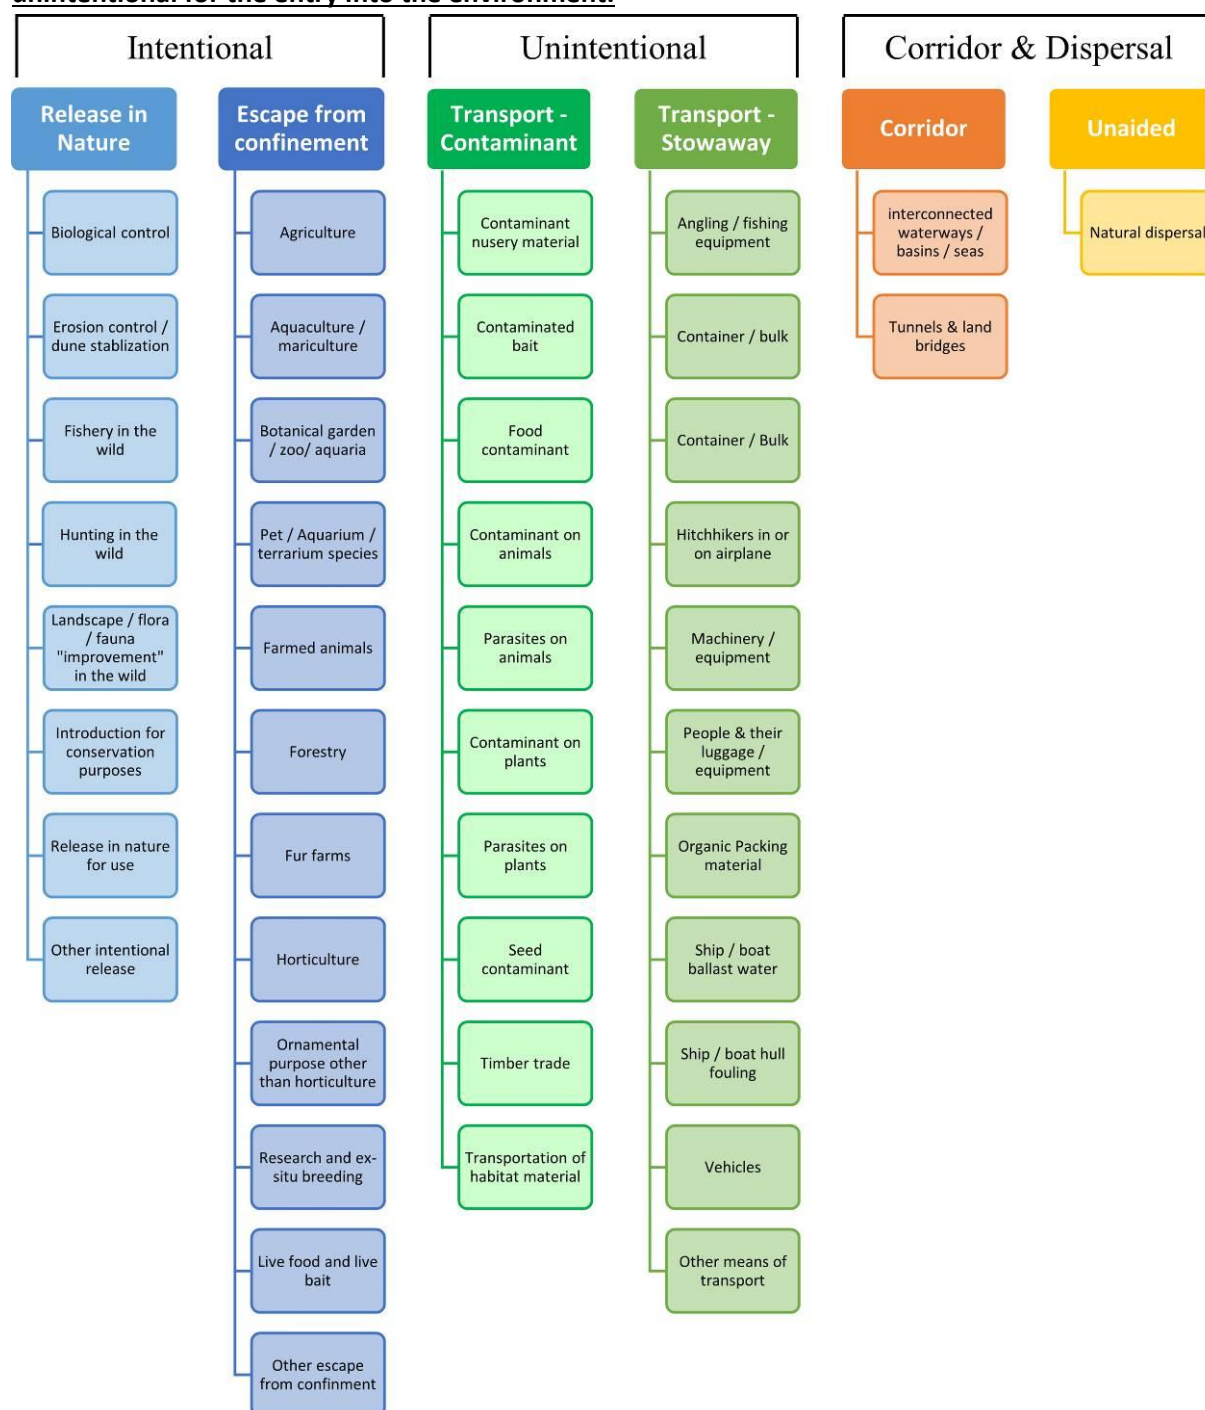 unintentional for the entry into the environment.
Intentional
Unintentional
Corridor & Dispersal
Release in
Nature
Biological control
Erosion control /
dune stablization
Fishery in the
wild
Hunting in the
wild
Landscape / flora
/ fauna
"improvement"
in the wild
Introduction for
conservation
purposes
Release in nature
for use
Other intentional
release
Escape from
confinement
Agriculture
Aquaculture /
mariculture
Botanical garden
/ zoo/ aquaria
Pet / Aquarium /
terrarium species
Farmed animals
Forestry
Fur farms
Horticulture
Ornamental
purpose other
than horticulture
Research and ex-
situ breeding
Live food and live
bait
Other escape
from confinment
Transport -
Contaminant
Contaminant
nusery material
Contaminated
bait
Food
contaminant
Contaminant on
animals
Parasites on
animals
Contaminant on
plants
Parasites on
plants
Seed
contaminant
Timber trade
Transportation of
habitat material
Transport -
Stowaway
Angling / fishing
equipment
Container / bulk
Container / Bulk
Hitchhikers in or
on airplane
Machinery /
equipment
People & their
luggage /
equipment
Organic Packing
material
Ship / boat
ballast water
Ship / boat hull
fouling
Vehicles
Other means of
transport
Corridor
interconnected
waterways /
basins / seas
Tunnels & land
bridges
Unaided
Natural dispersal